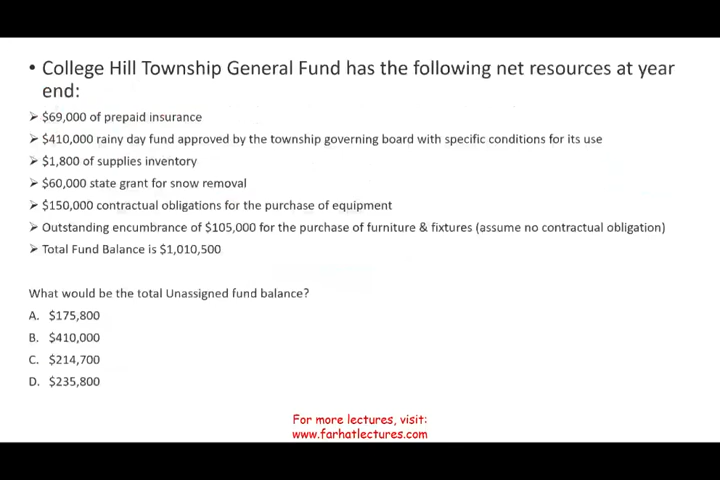 • College Hill Township General Fund has the following net resources at year
end:
➢ $69,000 of prepaid insurance
➢ $410,000 rainy day fund approved by the township governing board with specific conditions for its use
➢ $1,800 of supplies inventory
➢ $60,000 state grant for snow removal
➢ $150,000 contractual obligations for the purchase of equipment
➢ Outstanding encumbrance of $105,000 for the purchase of furniture & fixtures (assume no contractual obligation)
➢ Total Fund Balance is $1,010,500
What would be the total Unassigned fund balance?
A. $175,800
B. $410,000
C. $214,700
D. $235,800
For more lectures, visit:
www.farhatlectures.com